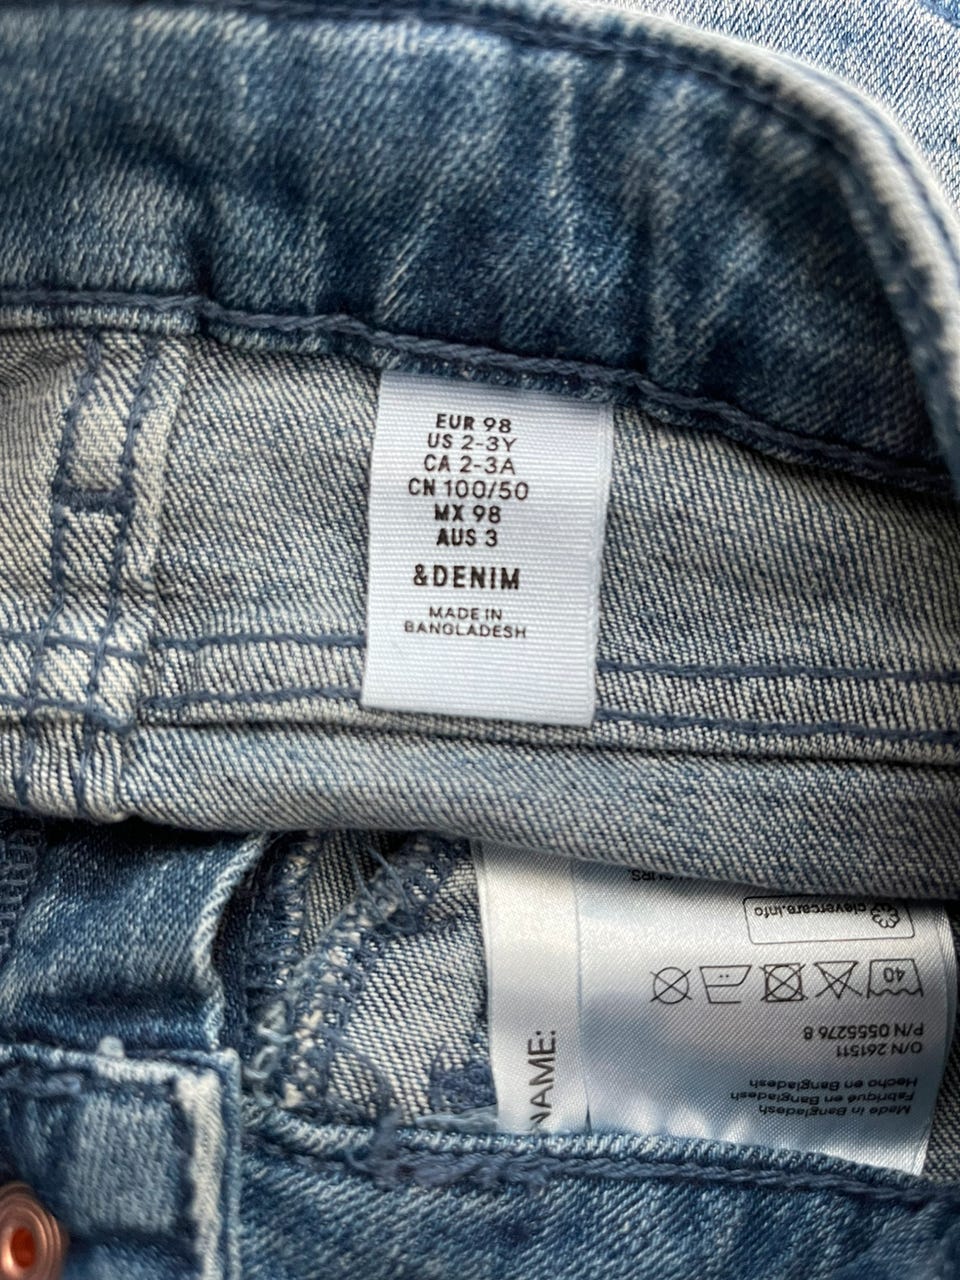 EUR 98
US 2-3Y
CA 2-3A
CN 100/50
MX 98
AUS 3
&DENIM
MADE IN
BANGLADESH
NAME:
Made in Bangladesh
Fabriqué en Bangladesh
Hecho en Bangladesh
O/N 261511
P/N 0555276 8
40
clevercare.info